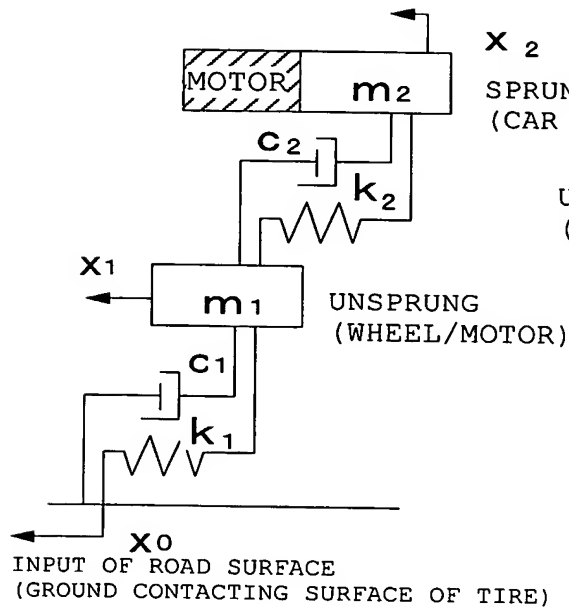 x 2
MOTOR
m2
SPRUN
(CAR
c2
k2
U
(
x1
m1
UNSPRUNG
(WHEEL/MOTOR)
c1
k1
x0
INPUT OF ROAD SURFACE
(GROUND CONTACTING SURFACE OF TIRE)